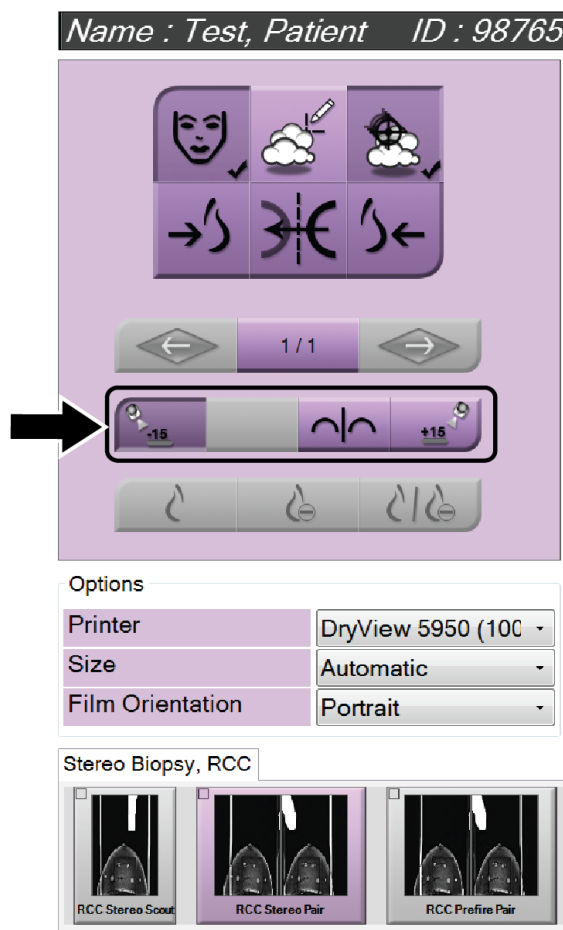 Name : Test, Patient ID : 98765
1 / 1
-15 +15
Options
Printer DryView 5950 (100
Size Automatic
Film Orientation Portrait
Stereo Biopsy, RCC
RCC Stereo Scout RCC Stereo Pair RCC Prefire Pair